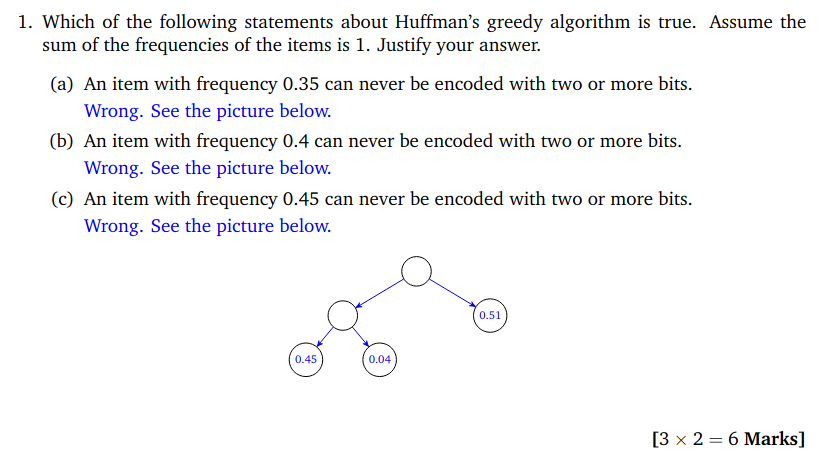 1. Which of the following statements about Huffman's greedy algorithm is true. Assume the
sum of the frequencies of the items is 1. Justify your answer.
(a) An item with frequency 0.35 can never be encoded with two or more bits.
Wrong. See the picture below.
(b) An item with frequency 0.4 can never be encoded with two or more bits.
Wrong. See the picture below.
(c) An item with frequency 0.45 can never be encoded with two or more bits.
Wrong. See the picture below.
0.51
0.45 0.04
[3 × 2 = 6 Marks]